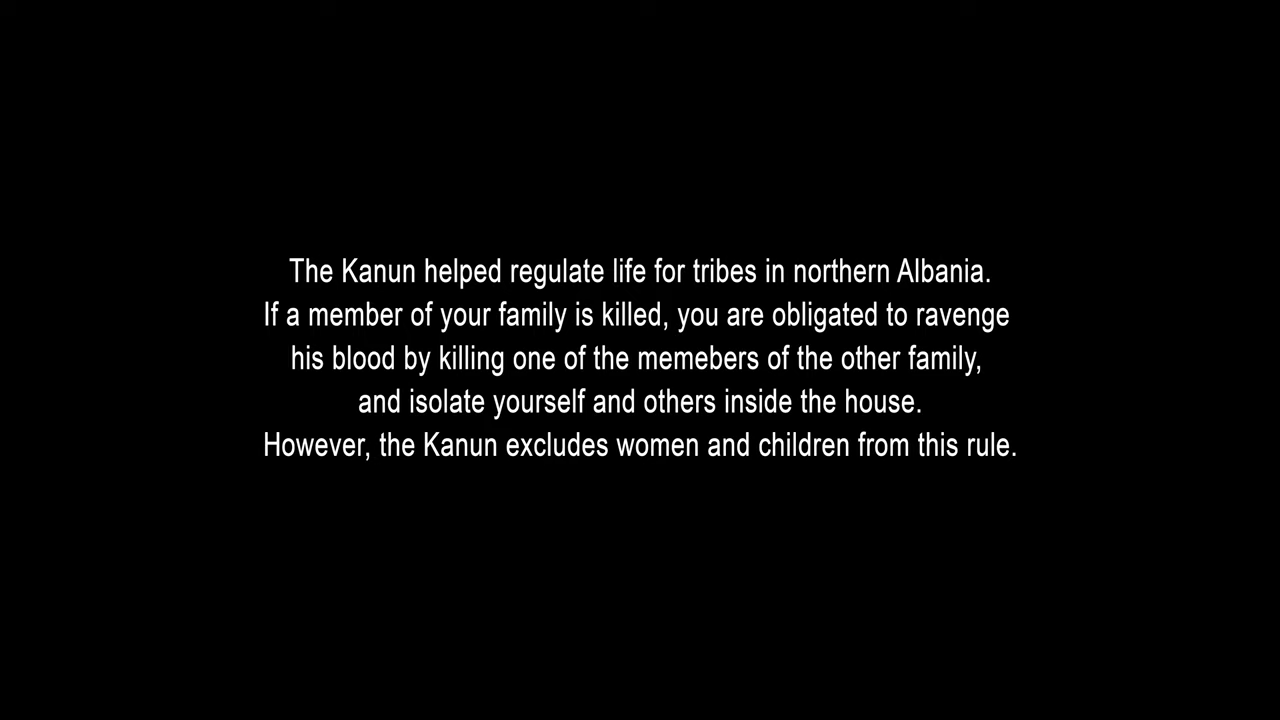 The Kanun helped regulate life for tribes in northern Albania.
If a member of your family is killed, you are obligated to ravenge
his blood by killing one of the memebers of the other family,
and isolate yourself and others inside the house.
However, the Kanun excludes women and children from this rule.